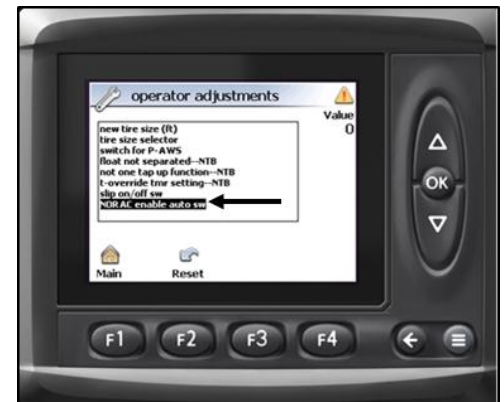 operator adjustments
Value
0
new tire size (ft)
tire size selector
switch for P-AWS
float not separated--NTB
not one tap up function--NTB
t-override tmr setting--NTB
slip on/off sw
NORAC enable auto sw
Main
Reset
OK
F1
F2
F3
F4